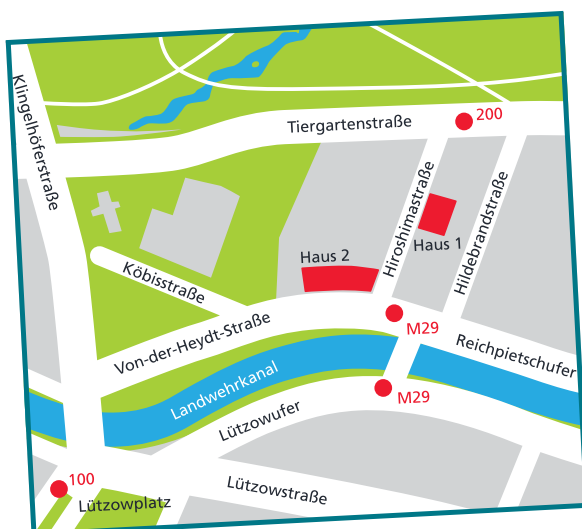 Klingelhöferstraße
Tiergartenstraße
200
Hiroshimastraße
Hildebrandstraße
Haus 1
Haus 2
Köbisstraße
Von-der-Heydt-Straße
M29
Reichpietschufer
Landwehrkanal
M29
Lützowufer
100
Lützowplatz
Lützowstraße